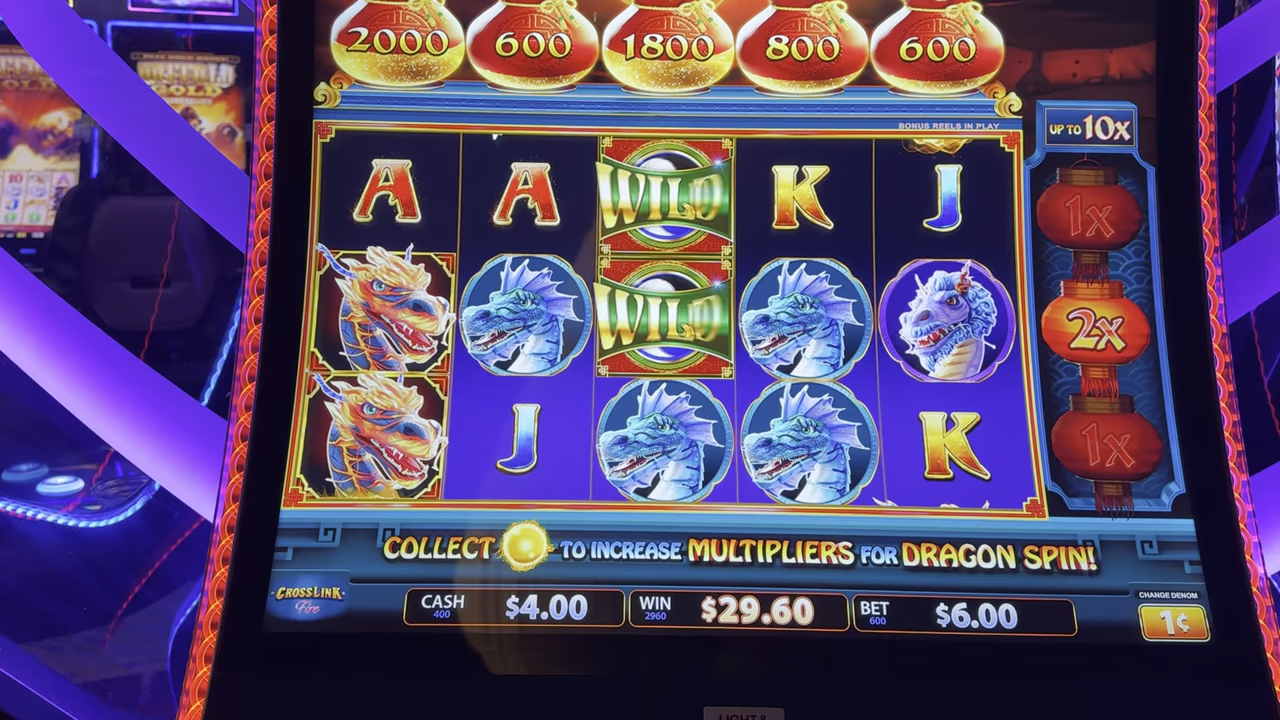 2000 600 1800 800 600
BONUS REELS IN PLAY
UP TO 10X
A A WILD K J
1X
WILD
2X
J K
1X
COLLECT TO INCREASE MULTIPLIERS FOR DRAGON SPIN!
CROSSLINK
Fire
CASH
400
$4.00
WIN
2960
$29.60
BET
600
$6.00
CHANGE DENOM
1¢
GOLD